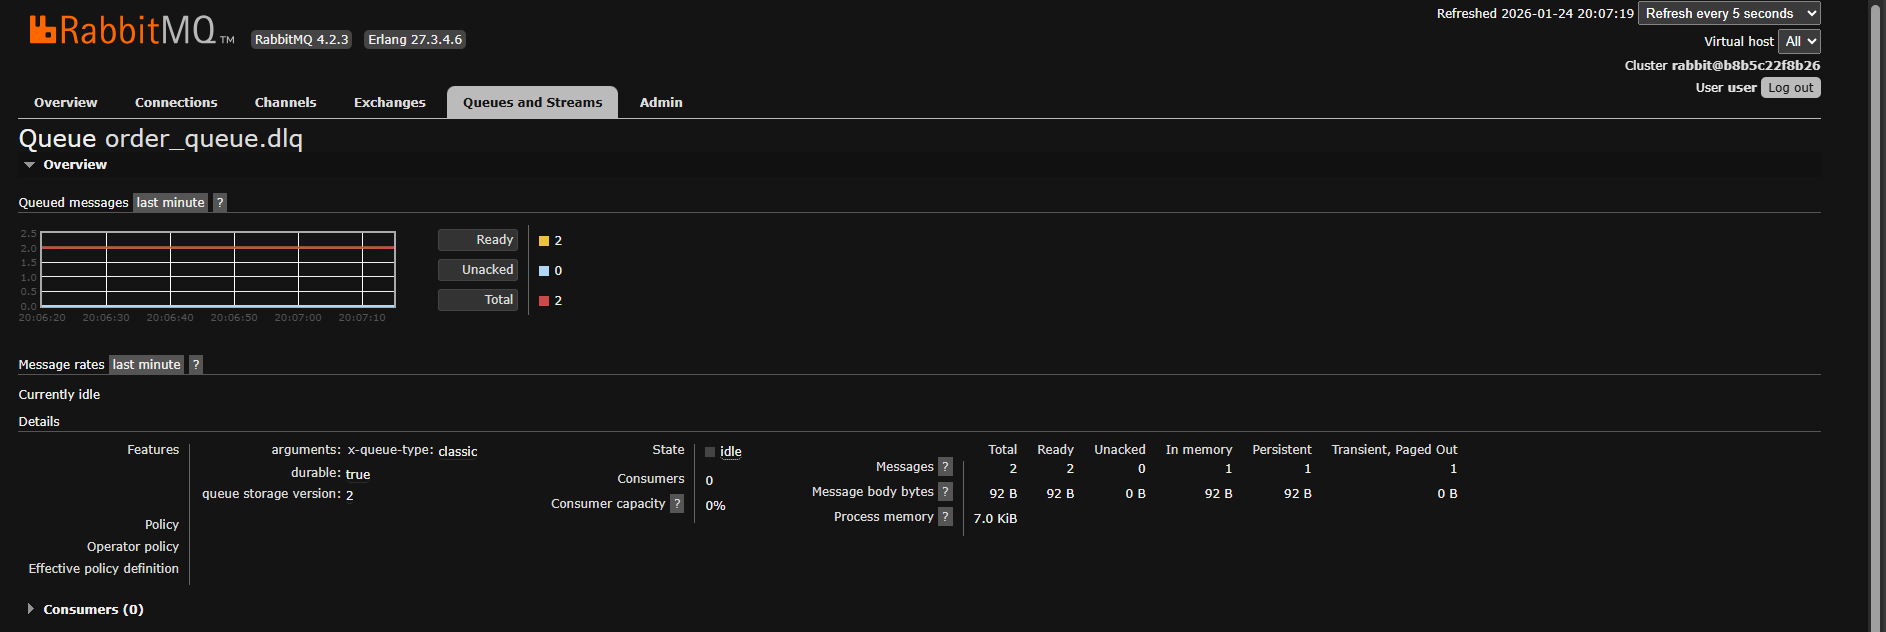 RabbitMQ TM RabbitMQ 4.2.3 Erlang 27.3.4.6
Refreshed 2026-01-24 20:07:19 Refresh every 5 seconds
Virtual host All
Cluster rabbit@b8b5c22f8b26
User user Log out
Overview Connections Channels Exchanges Queues and Streams Admin
Queue order_queue.dlq
Overview
Queued messages last minute ?
2.5
2.0
1.5
1.0
0.5
0.0
20:06:20 20:06:30 20:06:40 20:06:50 20:07:00 20:07:10
Ready 2
Unacked 0
Total 2
Message rates last minute ?
Currently idle
Details
Features arguments: x-queue-type: classic
durable: true
queue storage version: 2
Policy
Operator policy
Effective policy definition
State idle
Consumers 0
Consumer capacity ? 0%
Total Ready Unacked In memory Persistent Transient, Paged Out
Messages ? 2 2 0 1 1 1
Message body bytes ? 92 B 92 B 0 B 92 B 92 B 0 B
Process memory ? 7.0 KiB
Consumers (0)